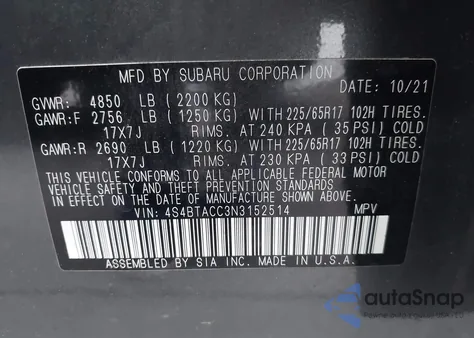 MFD BY SUBARU CORPORATION
DATE: 10/21
GVWR: 4850 LB (2200 KG)
GAWR:F 2756 LB (1250 KG) WITH 225/65R17 102H TIRES.
17X7J RIMS. AT 240 KPA (35 PSI) COLD
GAWR:R 2690 LB (1220 KG) WITH 225/65R17 102H TIRES.
17X7J RIMS. AT 230 KPA (33 PSI) COLD
THIS VEHICLE CONFORMS TO ALL APPLICABLE FEDERAL MOTOR
VEHICLE SAFETY, BUMPER, AND THEFT PREVENTION STANDARDS
IN EFFECT ON THE DATE OF MANUFACTURE SHOWN ABOVE.
VIN: 4S4BTACC3N3152514 MPV
ASSEMBLED BY SIA INC. MADE IN U.S.A.
autaSnap